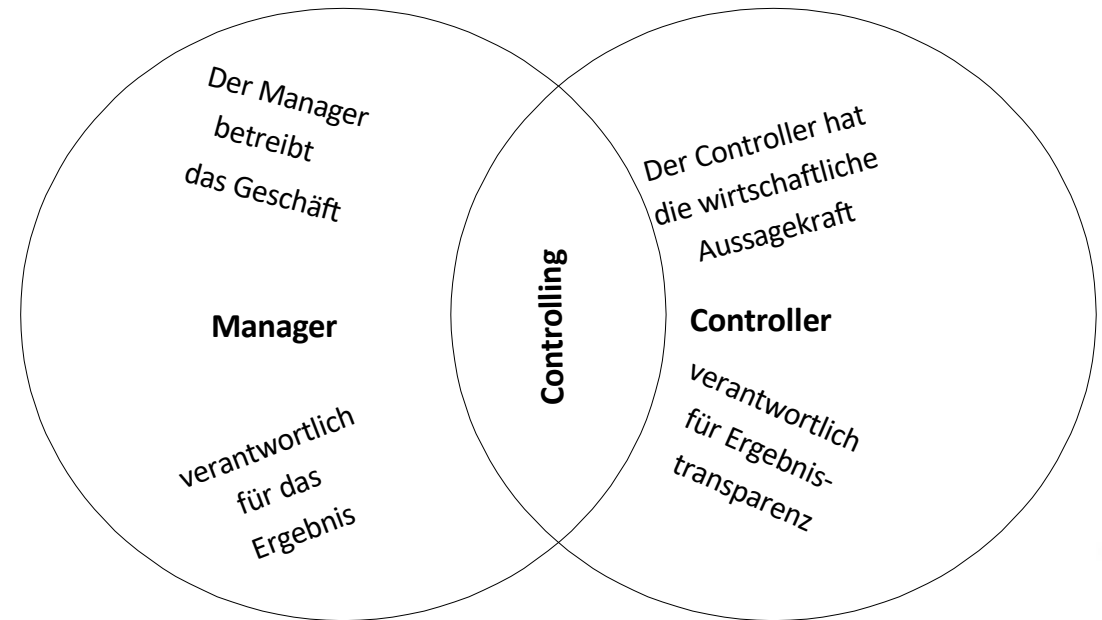 Der Manager
betreibt
das Geschäft
Manager
verantwortlich
für das
Ergebnis
Controlling
Der Controller hat
die wirtschaftliche
Aussagekraft
Controller
verantwortlich
für Ergebnis-
transparenz